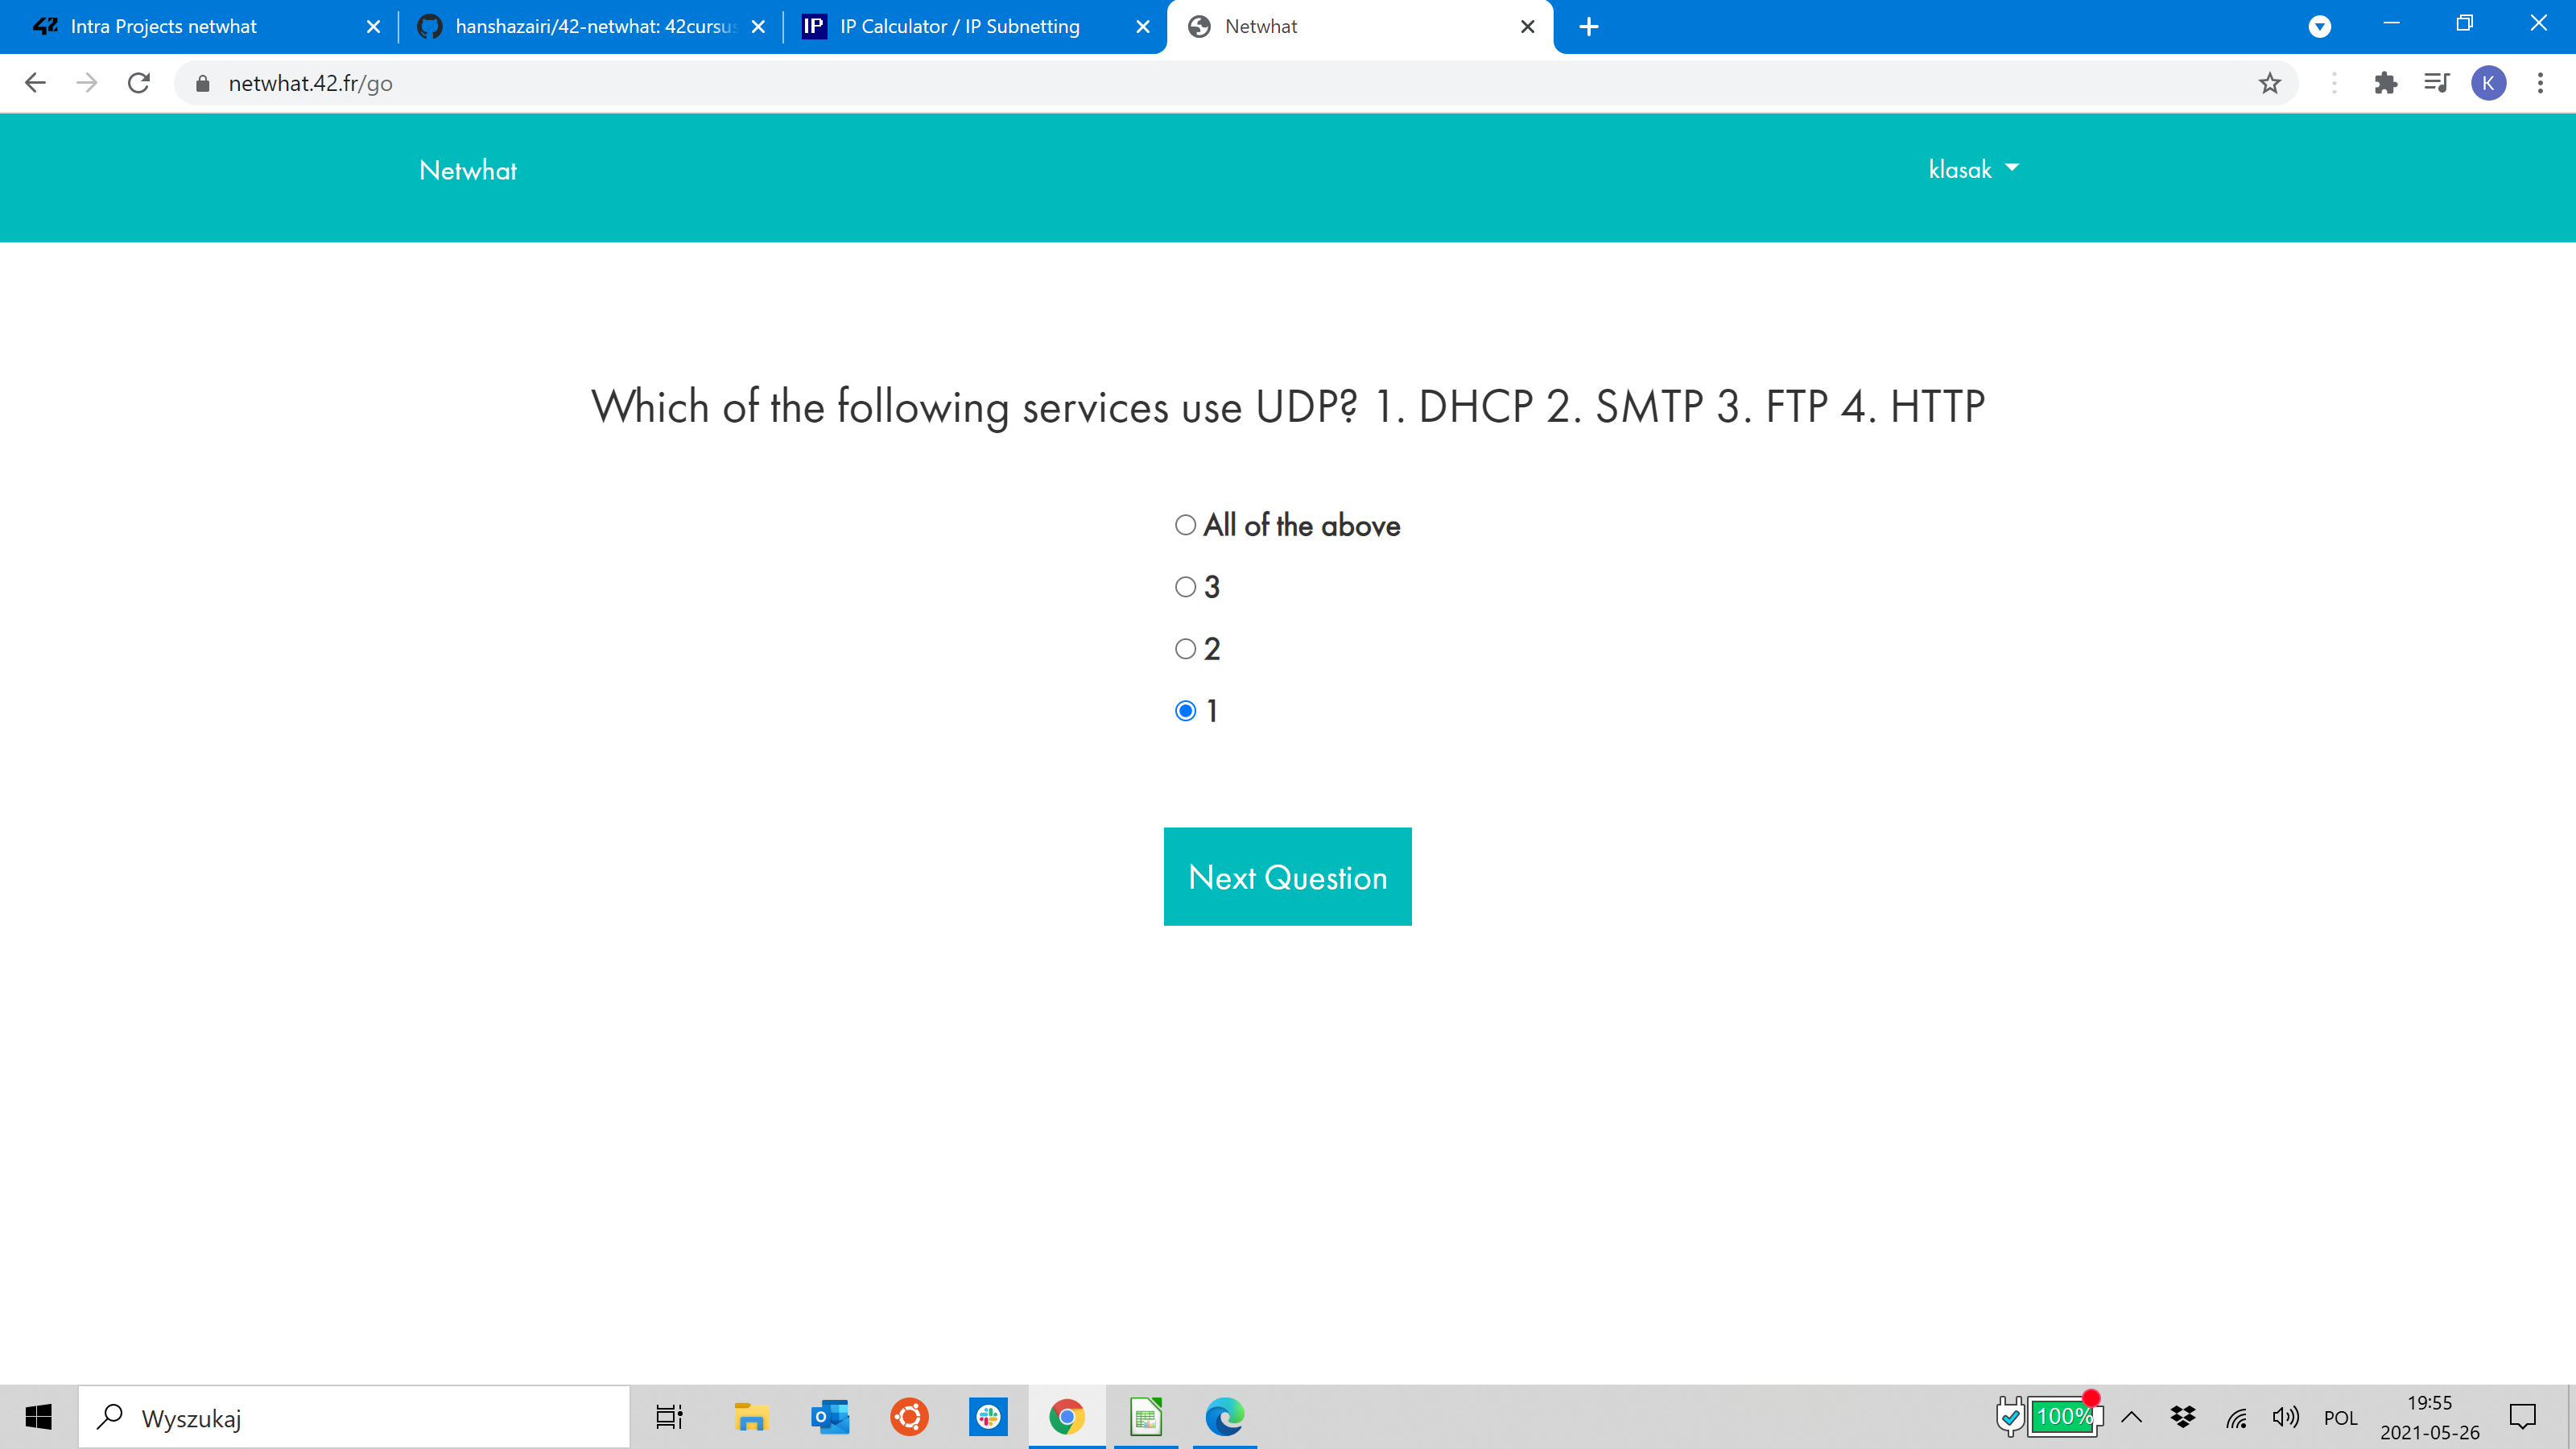 Intra Projects netwhat
hanshazairi/42-netwhat: 42cursus
IP IP Calculator / IP Subnetting
Netwhat
netwhat.42.fr/go
K
Netwhat
klasak
Which of the following services use UDP? 1. DHCP 2. SMTP 3. FTP 4. HTTP
All of the above
3
2
1
Next Question
Wyszukaj
100%
POL
19:55
2021-05-26